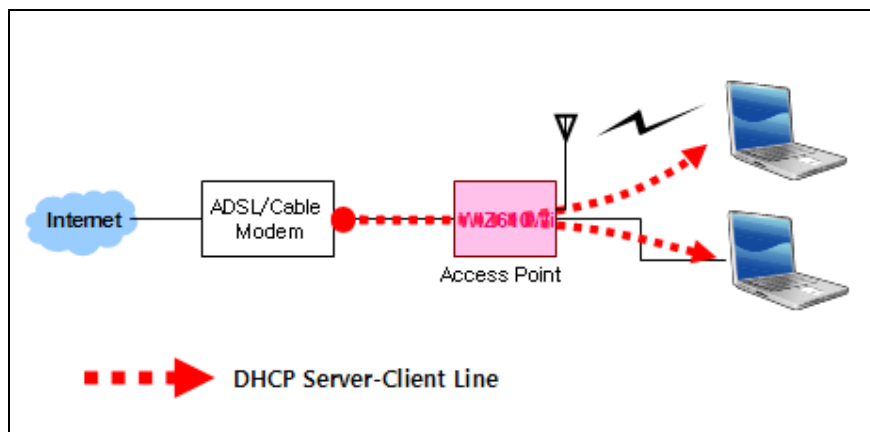 Internet
ADSL/Cable
Modem
Access Point
DHCP Server-Client Line